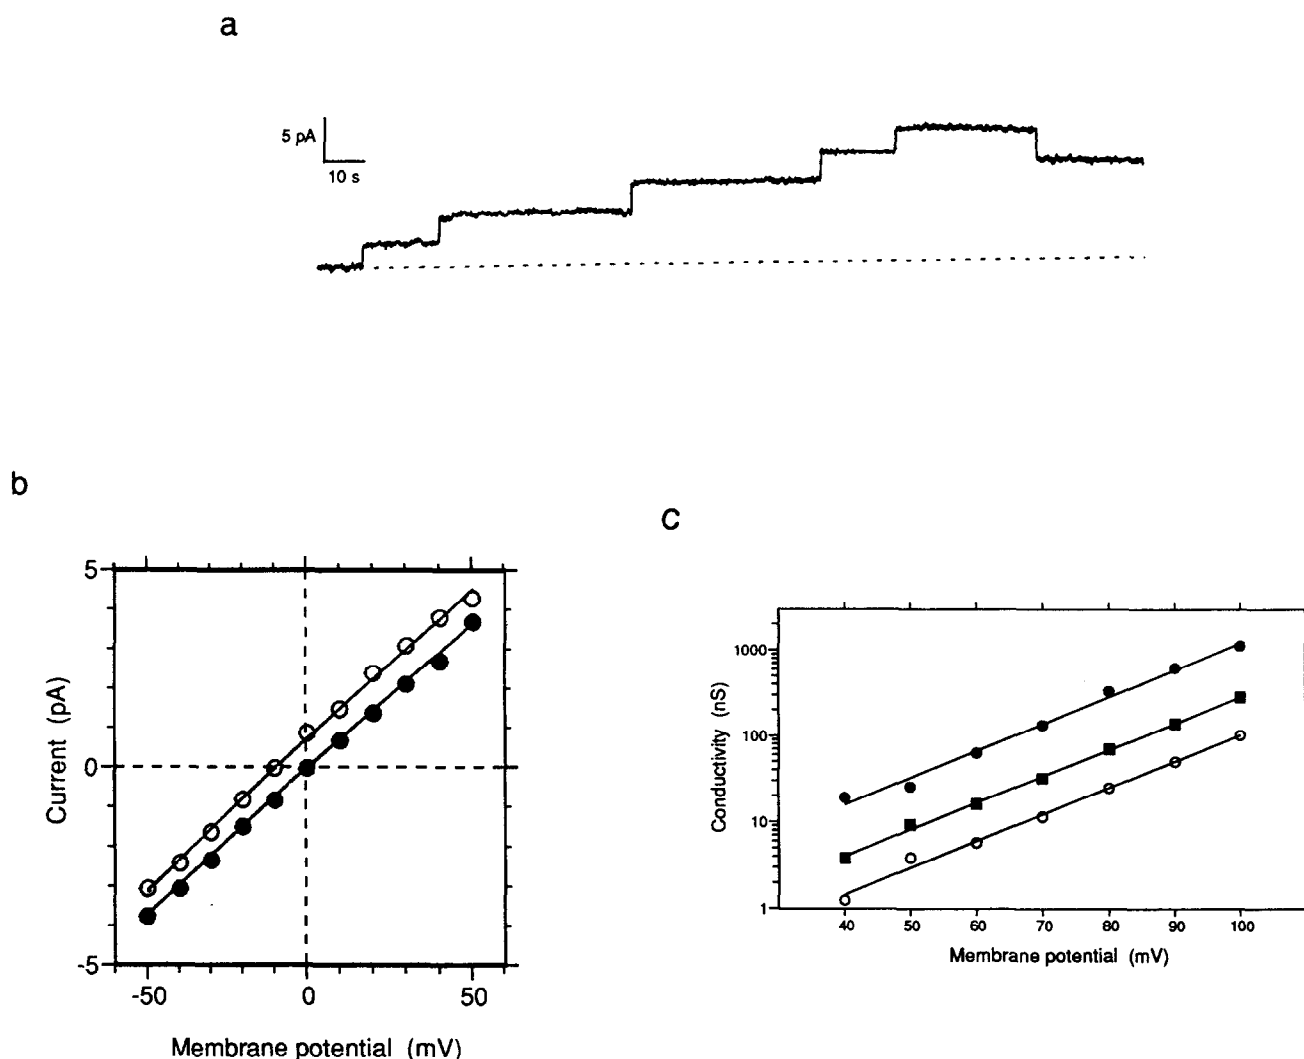 a
5 pA
10 s
b
5
0
-5
Current (pA)
-50
0
50
Membrane potential (mV)
c
1000
100
10
1
Conductivity (nS)
40
50
60
70
80
90
100
Membrane potential (mV)